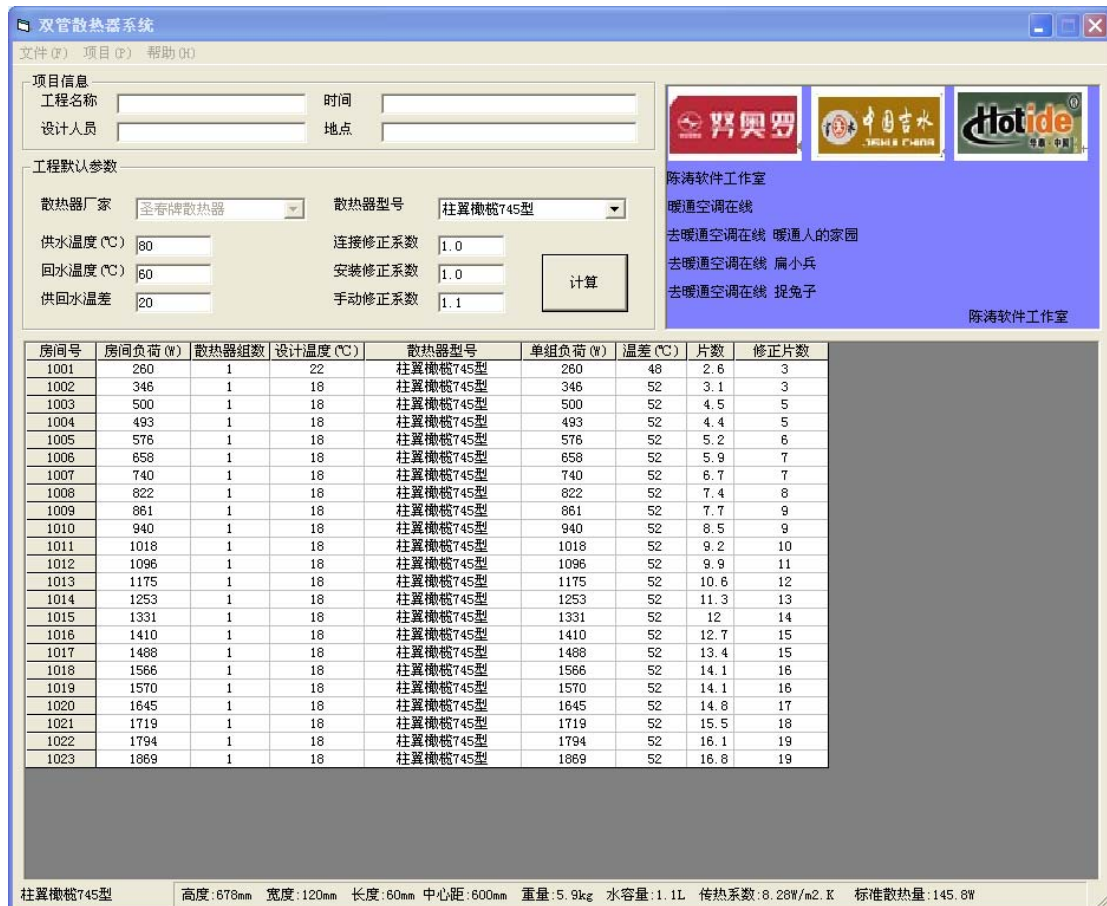 双管散热器系统
文件(F) 项目(P) 帮助(H)
项目信息
工程名称 时间
设计人员 地点
工程默认参数
散热器厂家 圣春牌散热器 散热器型号 柱翼橄榄745型
供水温度(℃) 80 连接修正系数 1.0
回水温度(℃) 60 安装修正系数 1.0
供回水温差 20 手动修正系数 1.1
计算
努奥罗
中国吉水
JISHUI CHINA
Hotide®
陈涛软件工作室
暖通空调在线
去暖通空调在线 暖通人的家园
去暖通空调在线 扁小兵
去暖通空调在线 捉兔子
陈涛软件工作室
房间号 房间负荷(W) 散热器组数 设计温度(℃) 散热器型号 单组负荷(W) 温差(℃) 片数 修正片数
1001 260 1 22 柱翼橄榄745型 260 48 2.6 3
1002 346 1 18 柱翼橄榄745型 346 52 3.1 3
1003 500 1 18 柱翼橄榄745型 500 52 4.5 5
1004 493 1 18 柱翼橄榄745型 493 52 4.4 5
1005 576 1 18 柱翼橄榄745型 576 52 5.2 6
1006 658 1 18 柱翼橄榄745型 658 52 5.9 7
1007 740 1 18 柱翼橄榄745型 740 52 6.7 7
1008 822 1 18 柱翼橄榄745型 822 52 7.4 8
1009 861 1 18 柱翼橄榄745型 861 52 7.7 9
1010 940 1 18 柱翼橄榄745型 940 52 8.5 9
1011 1018 1 18 柱翼橄榄745型 1018 52 9.2 10
1012 1096 1 18 柱翼橄榄745型 1096 52 9.9 11
1013 1175 1 18 柱翼橄榄745型 1175 52 10.6 12
1014 1253 1 18 柱翼橄榄745型 1253 52 11.3 13
1015 1331 1 18 柱翼橄榄745型 1331 52 12 14
1016 1410 1 18 柱翼橄榄745型 1410 52 12.7 15
1017 1488 1 18 柱翼橄榄745型 1488 52 13.4 15
1018 1566 1 18 柱翼橄榄745型 1566 52 14.1 16
1019 1570 1 18 柱翼橄榄745型 1570 52 14.1 16
1020 1645 1 18 柱翼橄榄745型 1645 52 14.8 17
1021 1719 1 18 柱翼橄榄745型 1719 52 15.5 18
1022 1794 1 18 柱翼橄榄745型 1794 52 16.1 19
1023 1869 1 18 柱翼橄榄745型 1869 52 16.8 19
柱翼橄榄745型 高度:678mm 宽度:120mm 长度:60mm 中心距:600mm 重量:5.9kg 水容量:1.1L 传热系数:8.28W/m2.K 标准散热量:145.8W